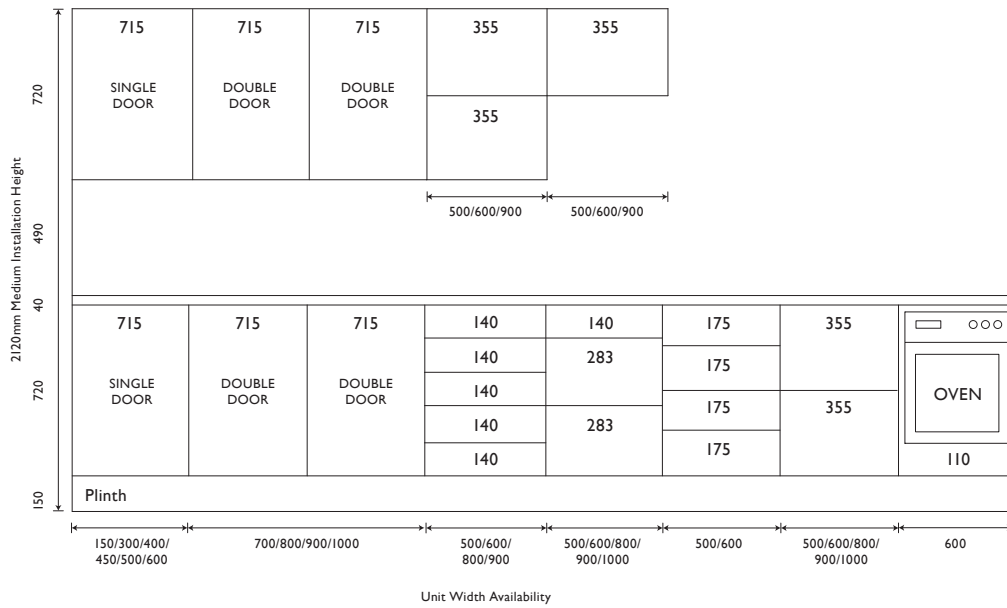 715
715
715
355
355
SINGLE
DOOR
DOUBLE
DOOR
DOUBLE
DOOR
355
500/600/900
500/600/900
2120mm Medium Installation Height
720
490
40
720
150
715
715
715
140
140
175
355
140
283
175
SINGLE
DOOR
DOUBLE
DOOR
DOUBLE
DOOR
140
OVEN
175
355
140
283
175
140
110
Plinth
150/300/400/
450/500/600
700/800/900/1000
500/600/
800/900
500/600/800/
900/1000
500/600
500/600/800/
900/1000
600
Unit Width Availability